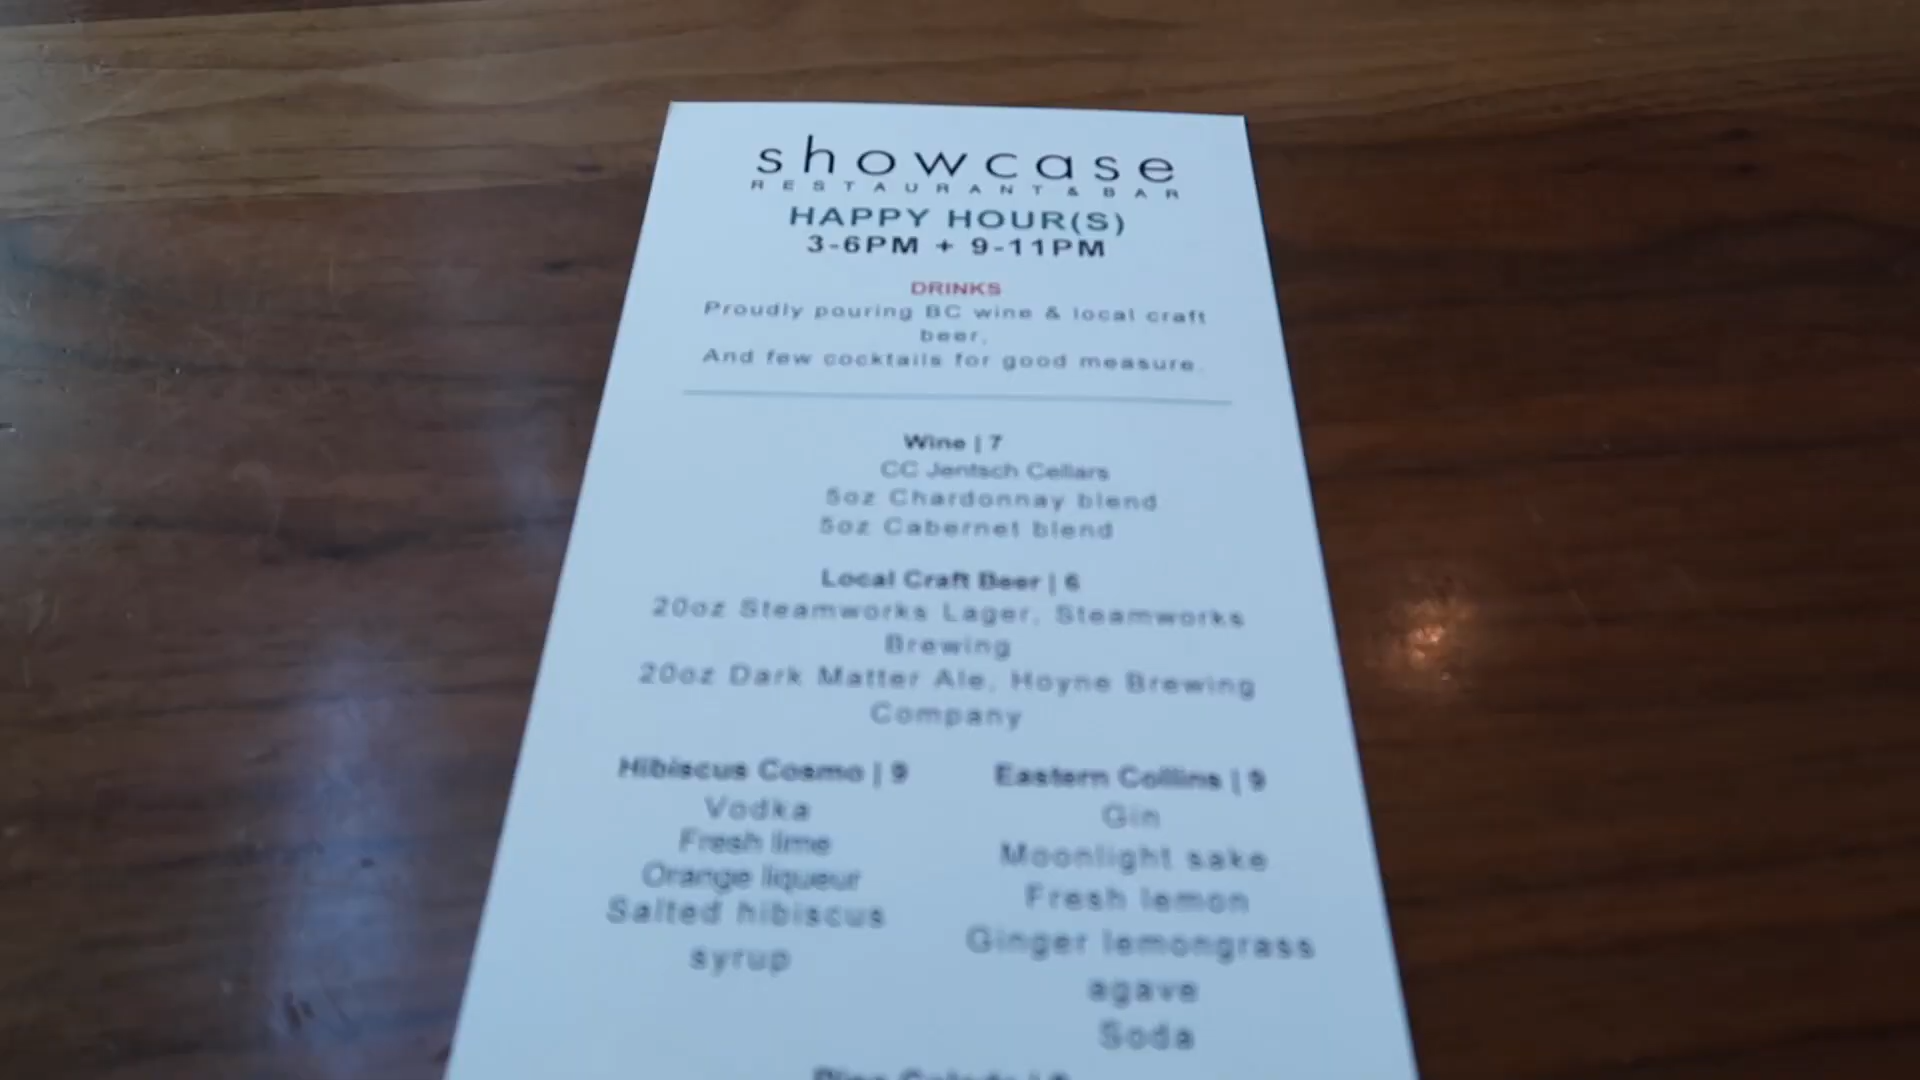 showcase
RESTAURANT & BAR
HAPPY HOUR(S)
3-6PM + 9-11PM
DRINKS
Proudly pouring BC wine & local craft
beer.
And few cocktails for good measure.
Wine | 7
CC Jentsch Cellars
5oz Chardonnay blend
5oz Cabernet blend
Local Craft Beer | 6
20oz Steamworks Lager, Steamworks
Brewing
20oz Dark Matter Ale, Hoyne Brewing
Company
Hibiscus Cosmo | 9
Vodka
Fresh lime
Orange liqueur
Salted hibiscus
syrup
Eastern Collins | 9
Gin
Moonlight sake
Fresh lemon
Ginger lemongrass
agave
Soda